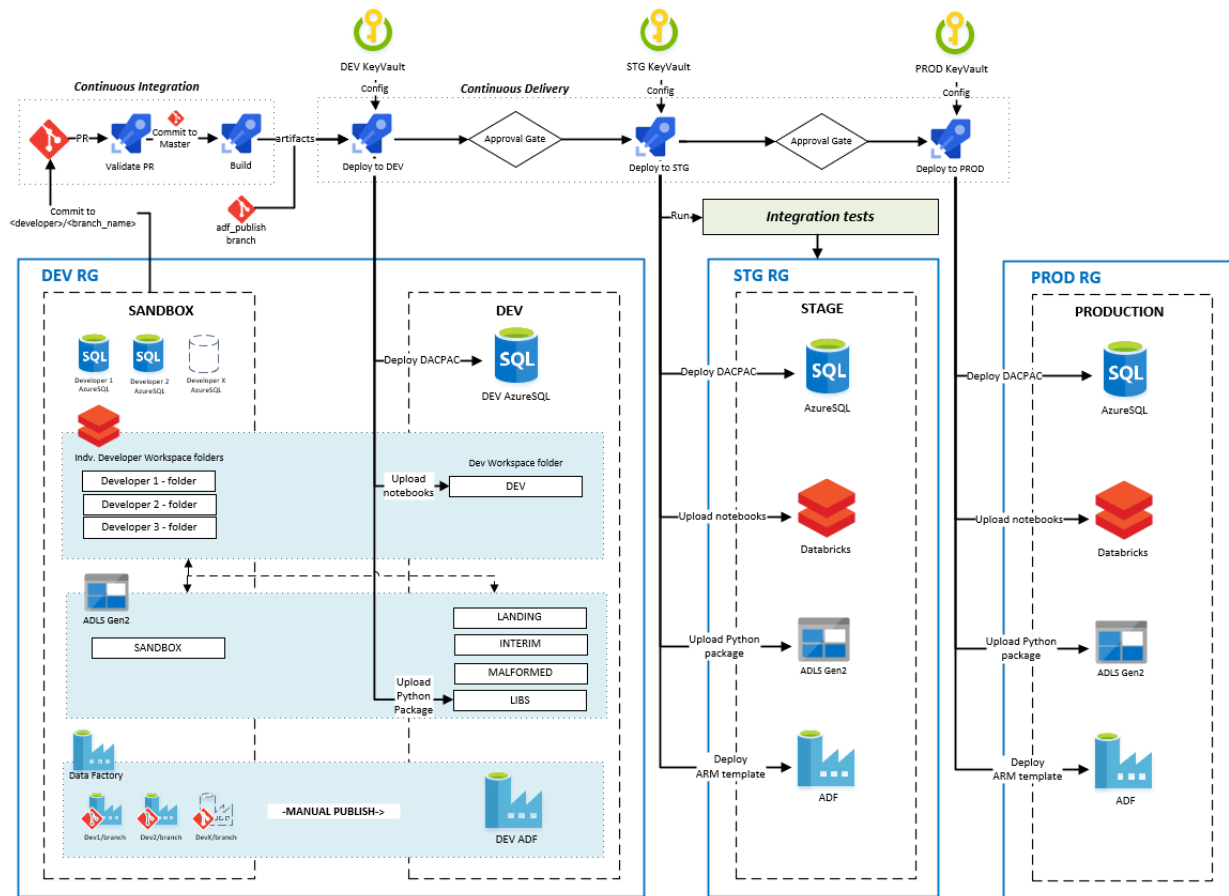 DEV KeyVault
STG KeyVault
PROD KeyVault
Continuous Integration
Config
Continuous Delivery
Config
Config
PR
Commit to
Master
artifacts
Approval Gate
Approval Gate
Validate PR
Build
Deploy to DEV
Deploy to STG
Deploy to PROD
Commit to
<developer>/<branch_name>
adf_publish
branch
Run
Integration tests
DEV RG
STG RG
PROD RG
SANDBOX
DEV
STAGE
PRODUCTION
SQL
SQL
Developer 1
AzureSQL
Developer 2
AzureSQL
Developer X
AzureSQL
Deploy DACPAC
SQL
DEV AzureSQL
Deploy DACPAC
SQL
AzureSQL
Deploy DACPAC
SQL
AzureSQL
Indv. Developer Workspace folders
Developer 1 - folder
Developer 2 - folder
Developer 3 - folder
Upload
notebooks
Dev Workspace folder
DEV
Upload notebooks
Databricks
Upload notebooks
Databricks
ADLS Gen2
SANDBOX
LANDING
INTERIM
MALFORMED
LIBS
Upload
Python
Package
Upload Python
package
ADLS Gen2
Upload Python
package
ADLS Gen2
Data Factory
Dev1/branch
Dev2/branch
DevX/branch
-MANUAL PUBLISH->
DEV ADF
Deploy
ARM template
ADF
Deploy
ARM template
ADF